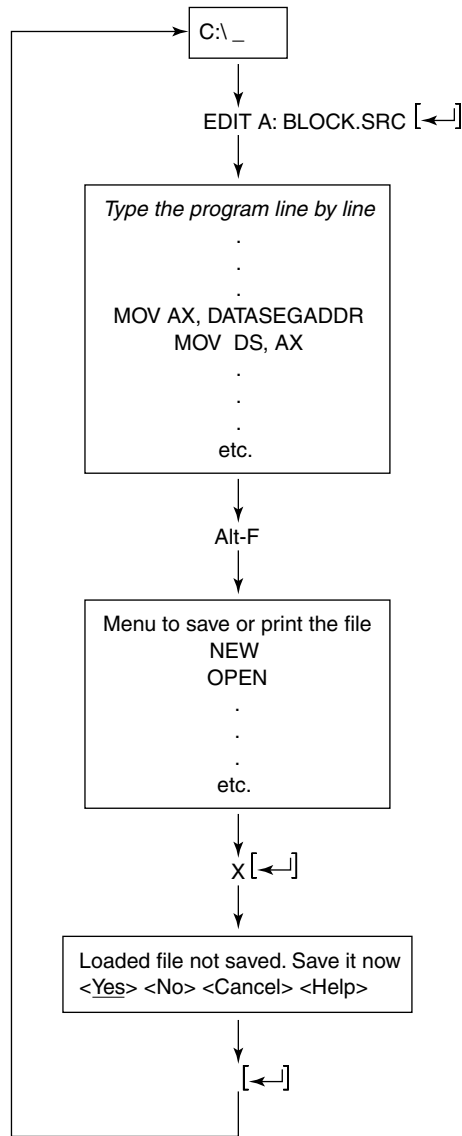 C:\ _
EDIT A: BLOCK.SRC [↵]
Type the program line by line
.
.
.
MOV AX, DATASEGADDR
MOV DS, AX
.
.
.
etc.
Alt-F
Menu to save or print the file
NEW
OPEN
.
.
.
etc.
X [↵]
Loaded file not saved. Save it now
<Yes> <No> <Cancel> <Help>
[↵]